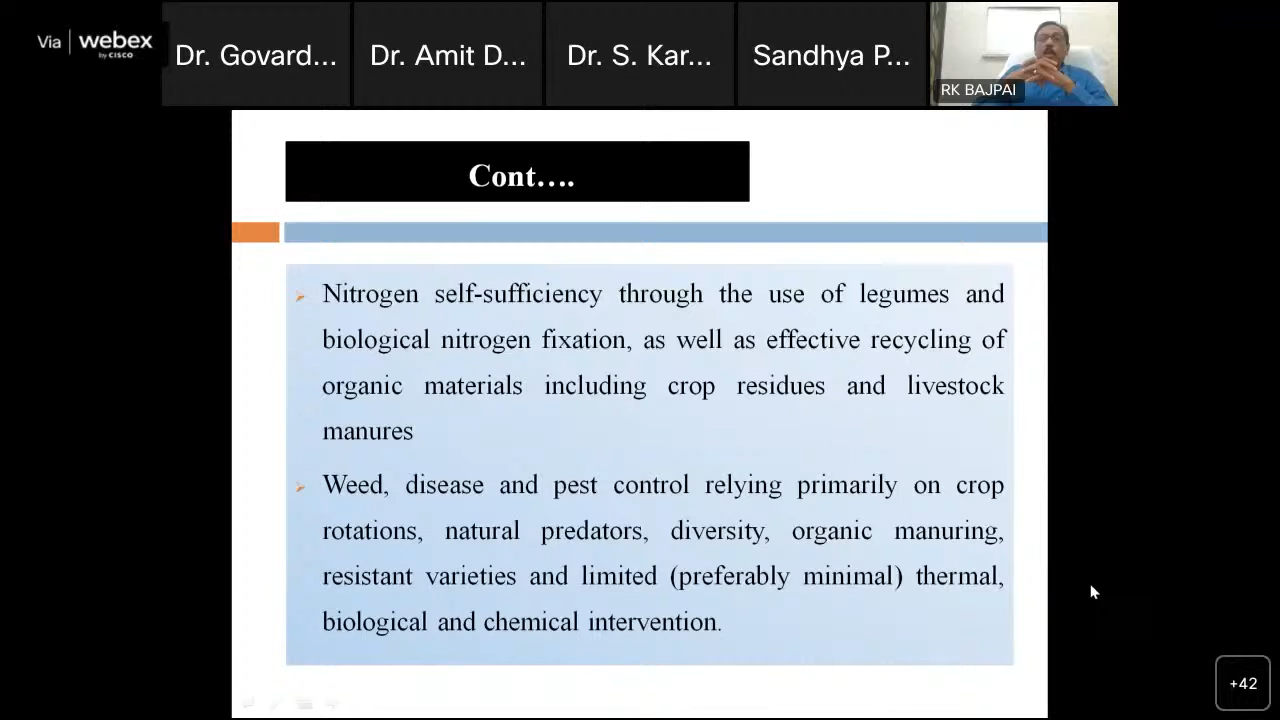 Via | webex
by CISCO
Dr. Govard...
Dr. Amit D...
Dr. S. Kar...
Sandhya P...
RK BAJPAI
Cont....
Nitrogen self-sufficiency through the use of legumes and
biological nitrogen fixation, as well as effective recycling of
organic materials including crop residues and livestock
manures
Weed, disease and pest control relying primarily on crop
rotations, natural predators, diversity, organic manuring,
resistant varieties and limited (preferably minimal) thermal,
biological and chemical intervention.
+42